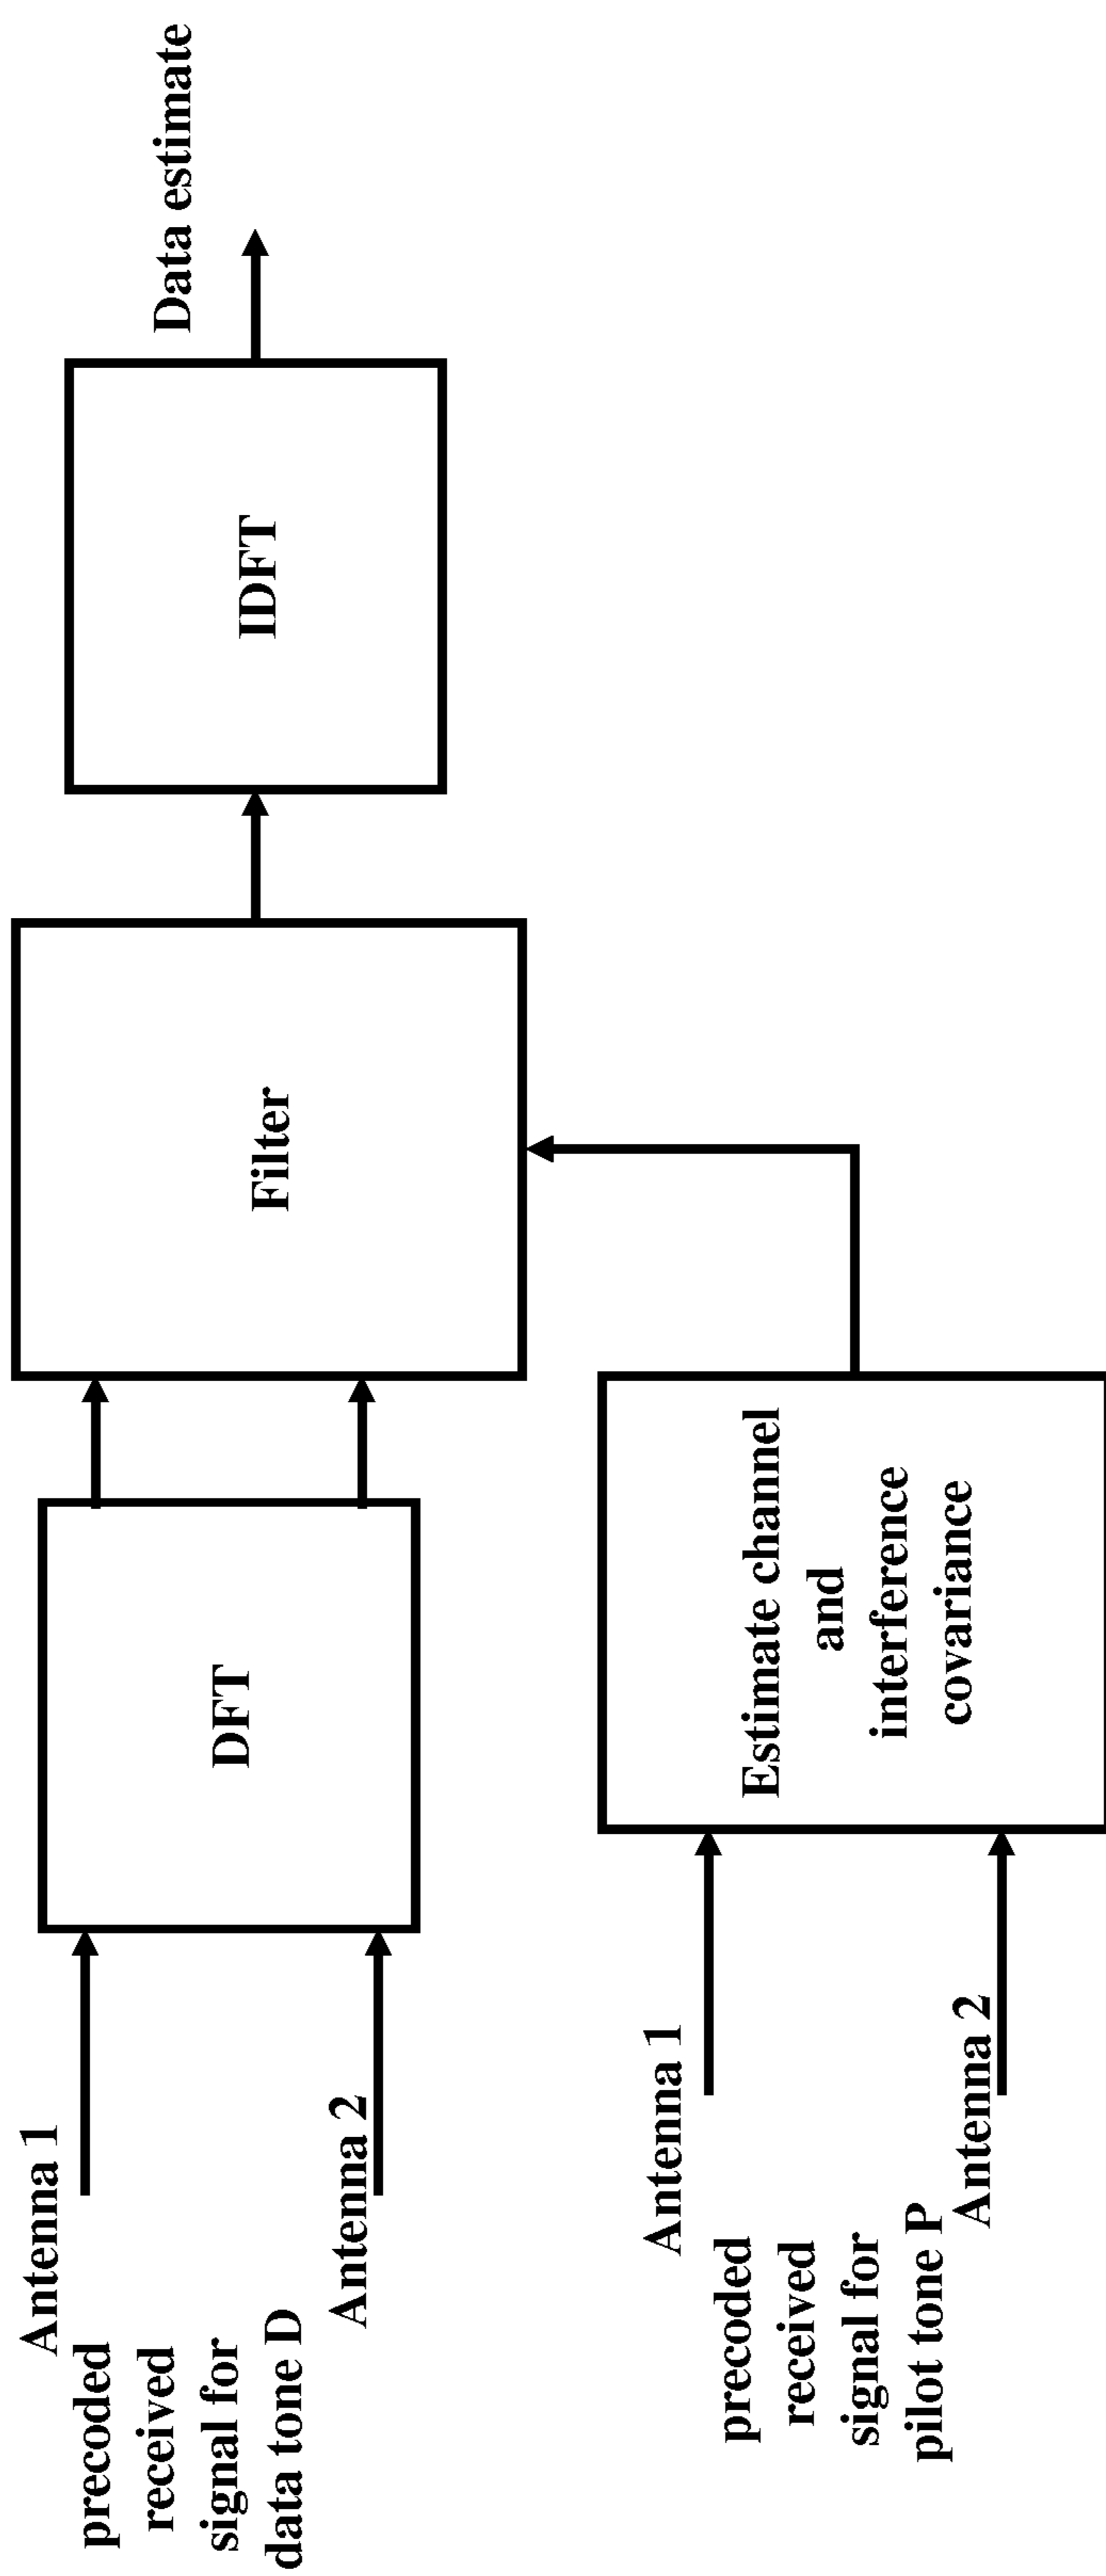 Antenna 1
precoded
received
signal for
data tone D
Antenna 2
DFT
Filter
IDFT
Data estimate
Antenna 1
precoded
received
signal for
pilot tone P
Antenna 2
Estimate channel
and
interference
covariance